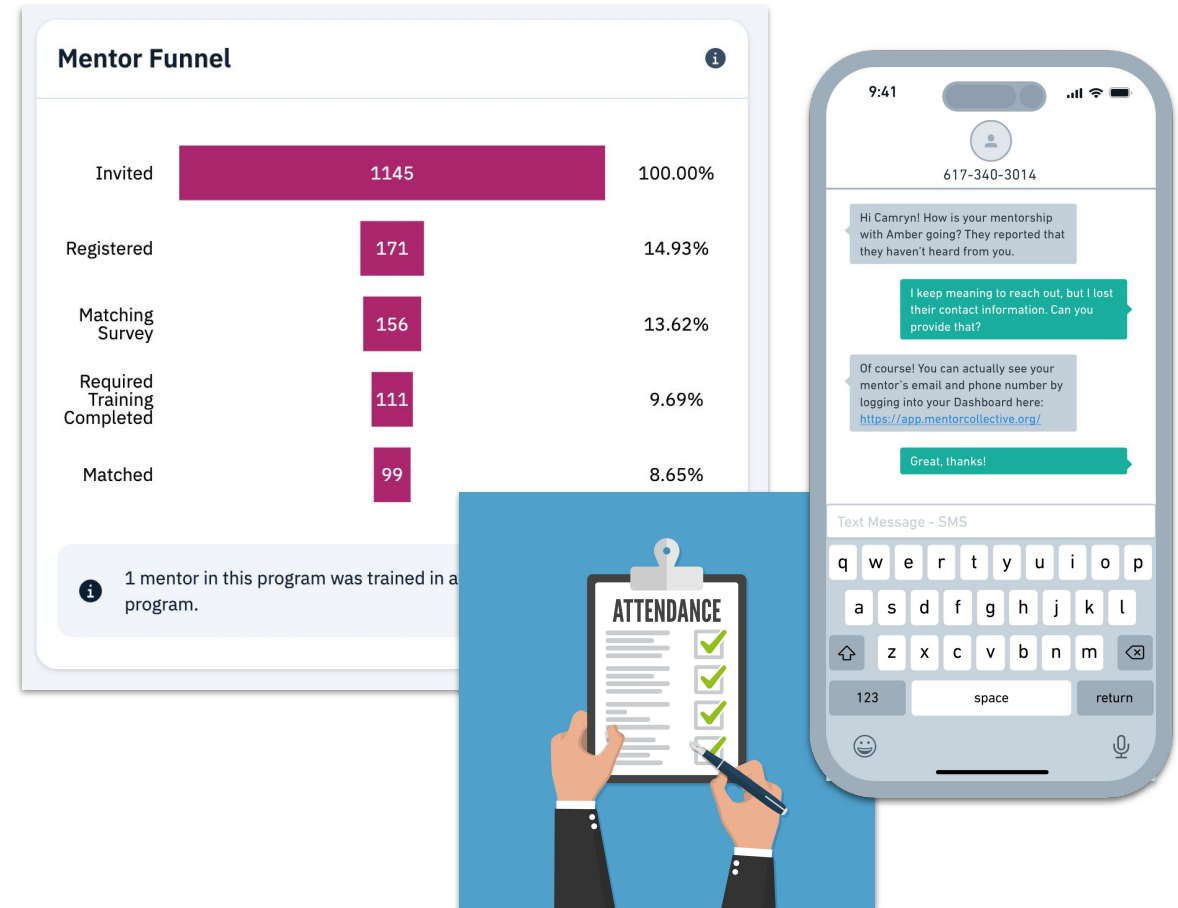 Mentor Funnel
Invited 1145 100.00%
Registered 171 14.93%
Matching
Survey 156 13.62%
Required
Training
Completed 111 9.69%
Matched 99 8.65%
1 mentor in this program was trained in a
program.
ATTENDANCE
9:41
617-340-3014
Hi Camryn! How is your mentorship
with Amber going? They reported that
they haven't heard from you.
I keep meaning to reach out, but I lost
their contact information. Can you
provide that?
Of course! You can actually see your
mentor's email and phone number by
logging into your Dashboard here:
https://app.mentorcollective.org/
Great, thanks!
Text Message - SMS
q w e r t y u i o p
a s d f g h j k l
z x c v b n m
123 space return